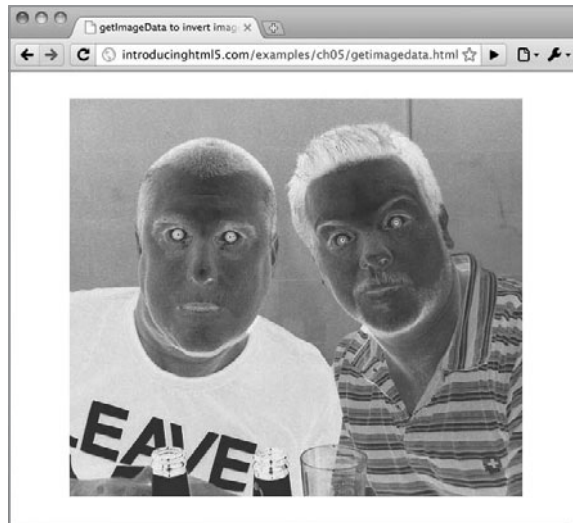 getImageData to invert imag
introducinghtml5.com/examples/ch05/getimagedata.html
LEAVE